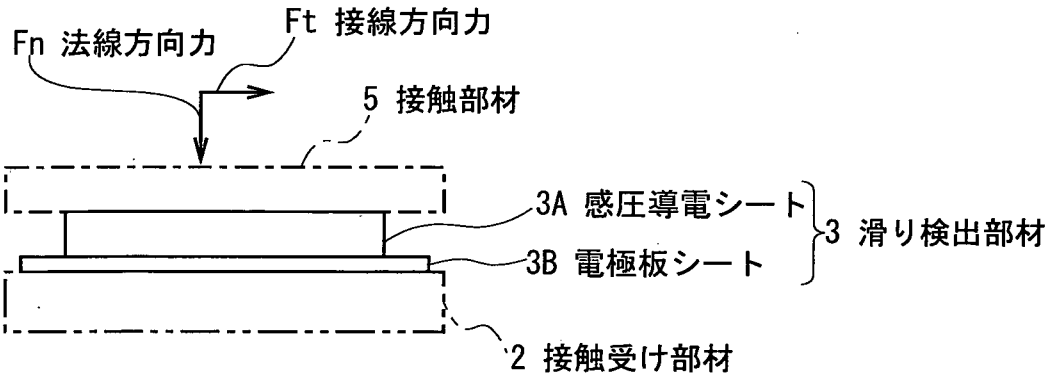 Ft 接線方向力
Fn 法線方向力
5 接触部材
3A 感圧導電シート
3 滑り検出部材
3B 電極板シート
2 接触受け部材